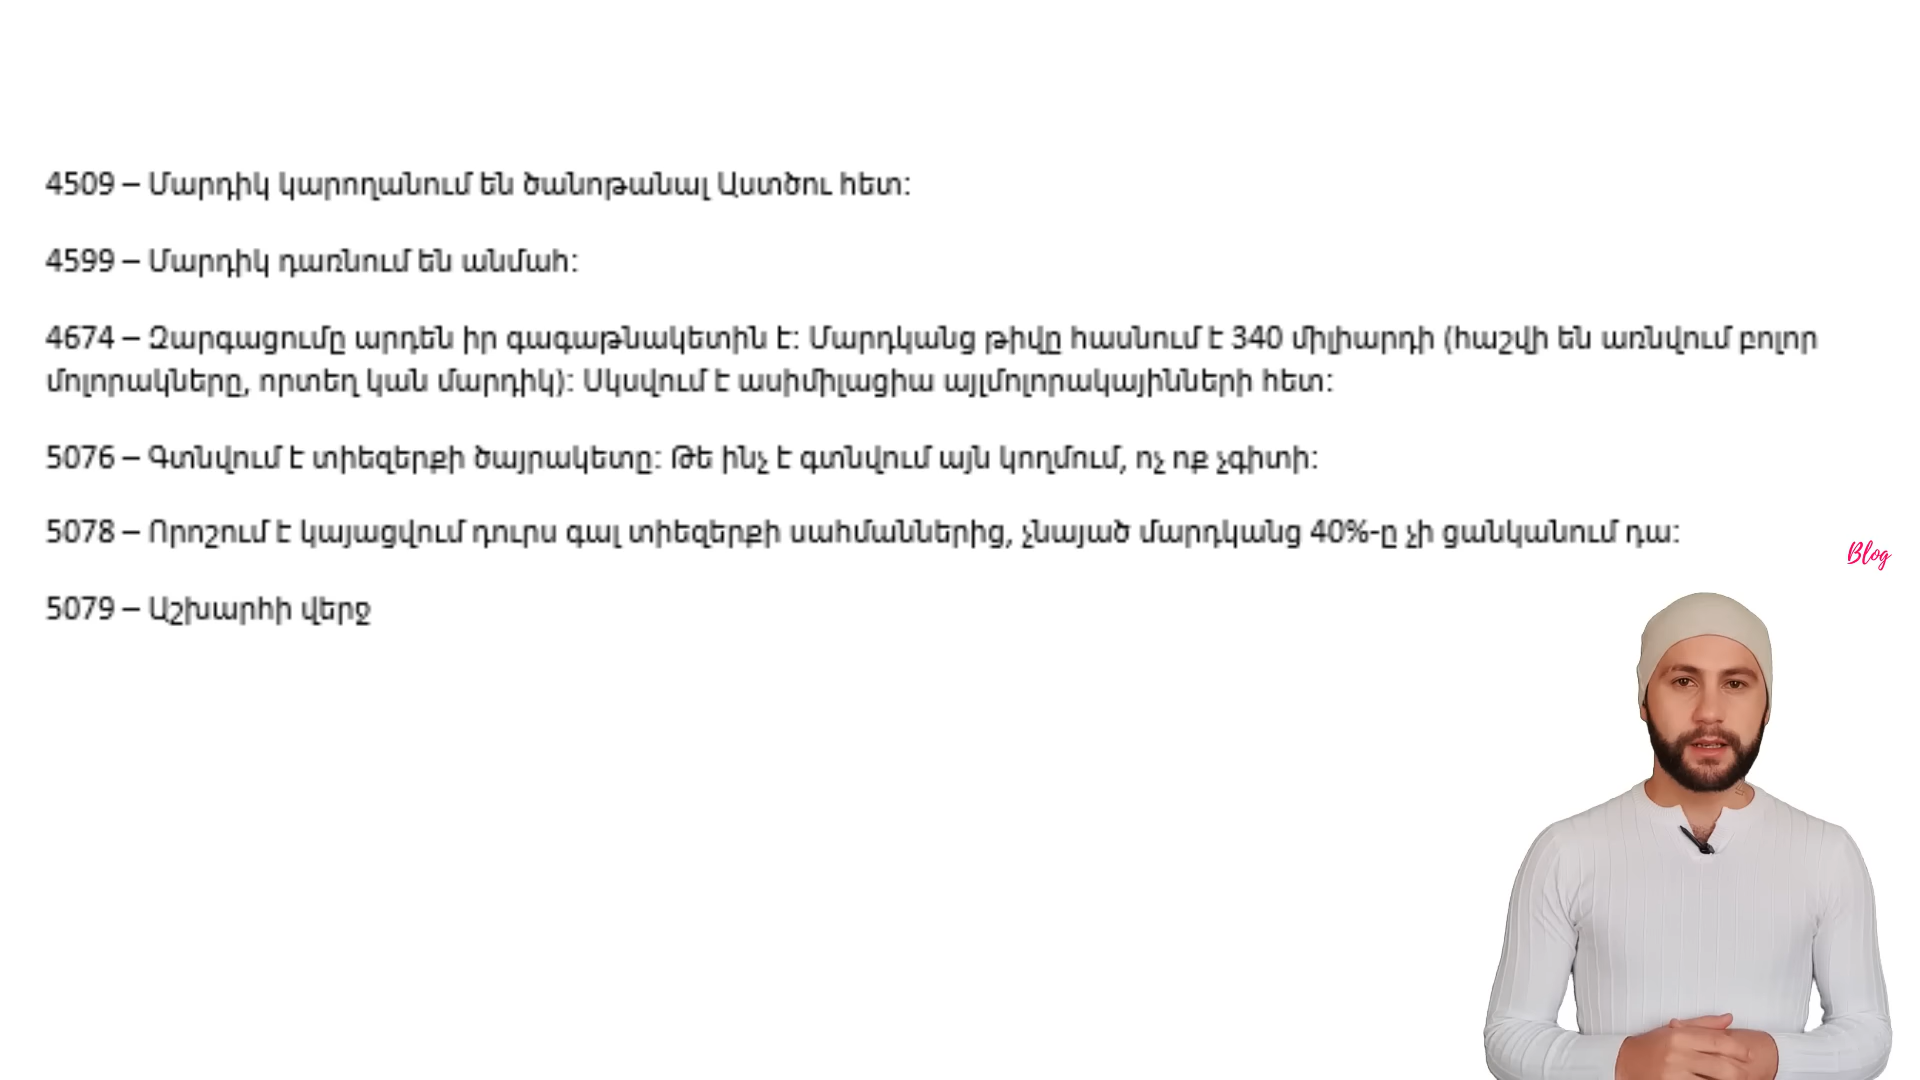 4509 – Մարդիկ կարողանում են ծանոթանալ Աստծու հետ:
4599 – Մարդիկ դառնում են անմահ:
4674 – Զարգացումը արդեն իր գագաթնակետին է: Մարդկանց թիվը հասնում է 340 միլիարդի (հաշվի են առնվում բոլոր
մոլորակները, որտեղ կան մարդիկ): Սկսվում է ասիմիլացիա այլմոլորակայինների հետ:
5076 – Գտնվում է տիեզերքի ծայրակետը: Թե ինչ է գտնվում այն կողմում, ոչ ոք չգիտի:
5078 – Որոշում է կայացվում դուրս գալ տիեզերքի սահմաններից, չնայած մարդկանց 40%-ը չի ցանկանում դա:
Blog
5079 – Աշխարհի վերջ